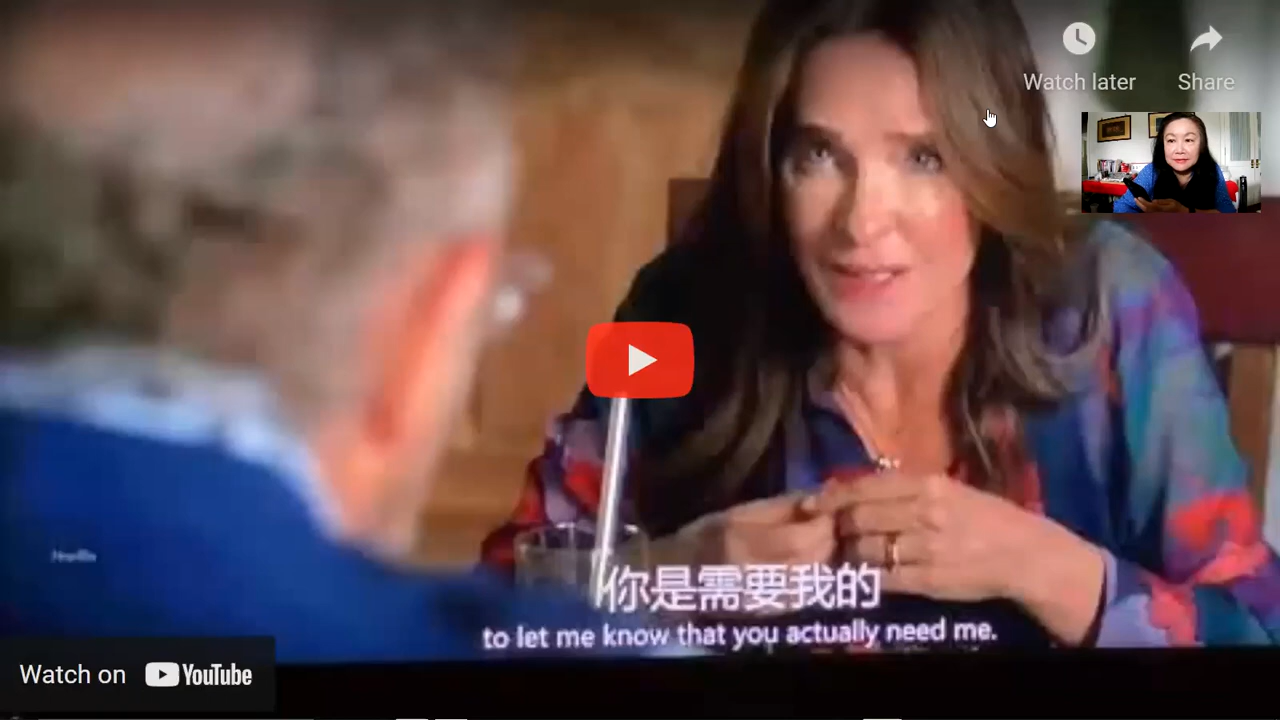 Watch later
Share
你是需要我的
to let me know that you actually need me.
Watch on YouTube